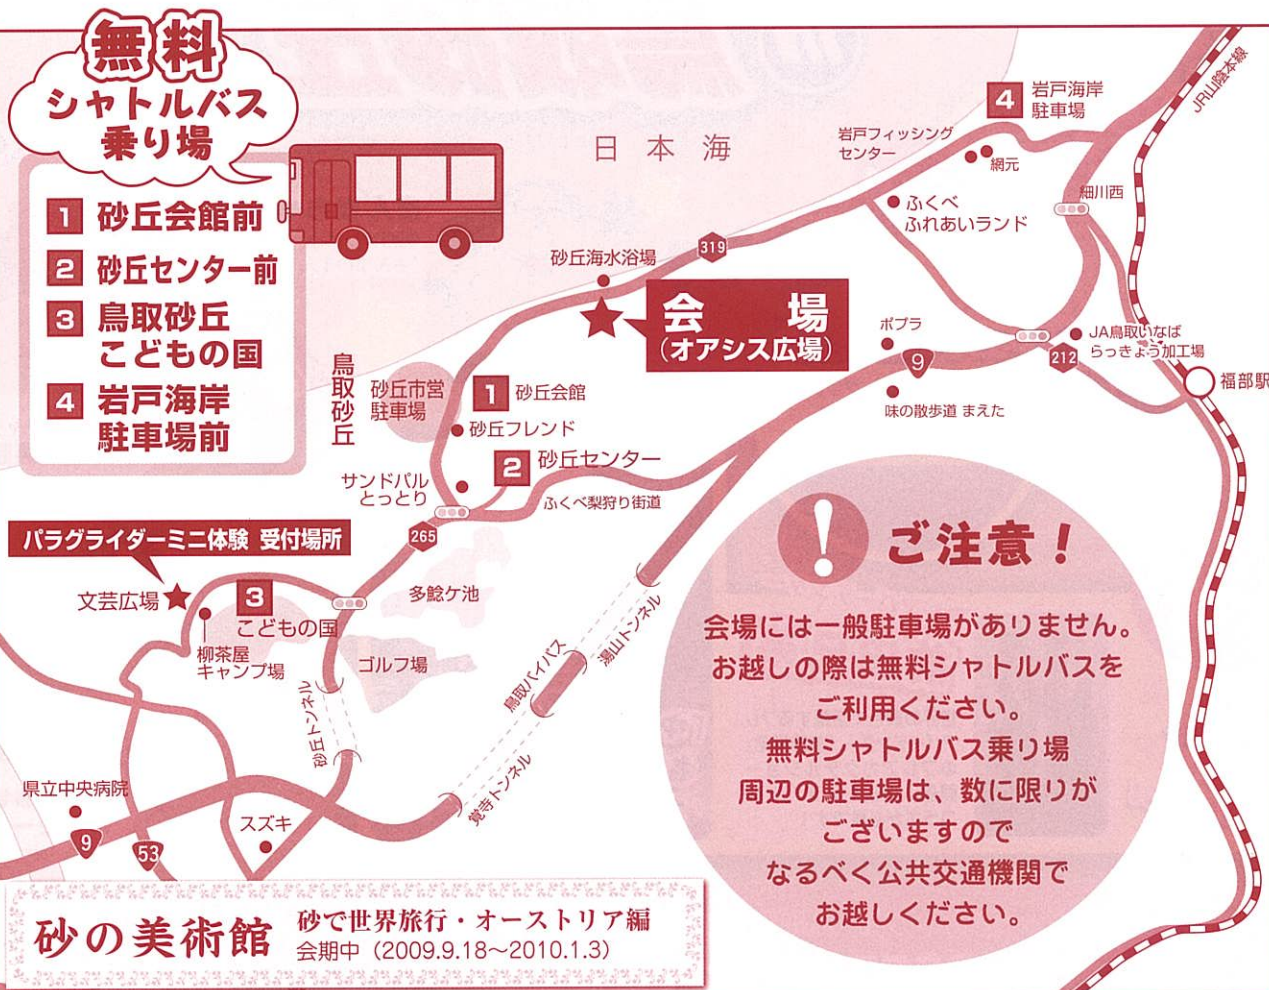 無料
シャトルバス
乗り場
1 砂丘会館前
2 砂丘センター前
3 鳥取砂丘
こどもの国
4 岩戸海岸
駐車場前
日本海
4 岩戸海岸
駐車場
JR山陰本線
岩戸フィッシング
センター
網元
細川西
ふくべ
ふれあいランド
319
砂丘海水浴場
会場
(オアシス広場)
ポプラ
9
JA鳥取いなば
らっきょう加工場
212
福部駅
味の散歩道 まえた
鳥取砂丘
砂丘市営
駐車場
1 砂丘会館
砂丘フレンド
2 砂丘センター
サンドパル
とっとり
ふくべ梨狩り街道
265
パラグライダーミニ体験 受付場所
文芸広場
3
こどもの国
多鯰ケ池
柳茶屋
キャンプ場
ゴルフ場
砂丘トンネル
鳥取バイパス
湯山トンネル
覚寺トンネル
県立中央病院
9
53
スズキ
! ご注意!
会場には一般駐車場がありません。
お越しの際は無料シャトルバスを
ご利用ください。
無料シャトルバス乗り場
周辺の駐車場は、数に限りが
ございますので
なるべく公共交通機関で
お越しください。
砂の美術館 砂で世界旅行・オーストリア編
会期中(2009.9.18〜2010.1.3)